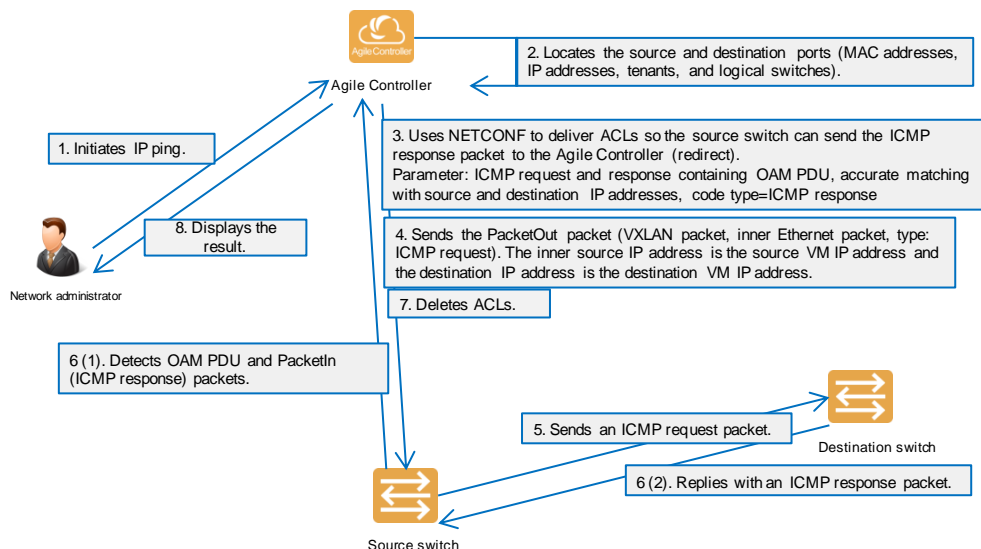 AgileController
Agile Controller
2. Locates the source and destination ports (MAC addresses,
IP addresses, tenants, and logical switches).
1. Initiates IP ping.
3. Uses NETCONF to deliver ACLs so the source switch can send the ICMP
response packet to the Agile Controller (redirect).
Parameter: ICMP request and response containing OAM PDU, accurate matching
with source and destination IP addresses, code type=ICMP response
8. Displays the
result.
4. Sends the PacketOut packet (VXLAN packet, inner Ethernet packet, type:
ICMP request). The inner source IP address is the source VM IP address and
the destination IP address is the destination VM IP address.
Network administrator
7. Deletes ACLs.
6 (1). Detects OAM PDU and PacketIn
(ICMP response) packets.
5. Sends an ICMP request packet.
Destination switch
6 (2). Replies with an ICMP response packet.
Source switch